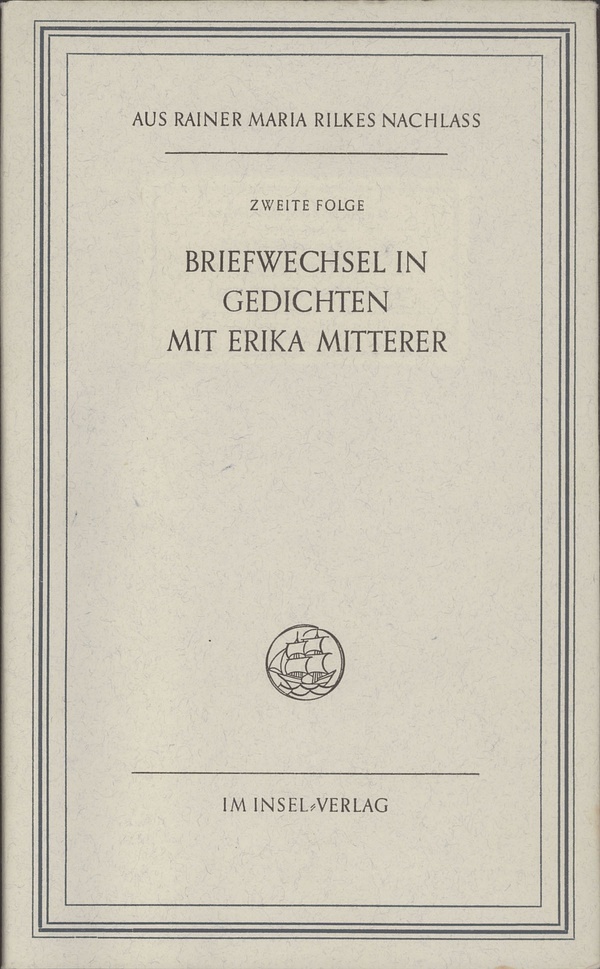 AUS RAINER MARIA RILKES NACHLASS
ZWEITE FOLGE
BRIEFWECHSEL IN
GEDICHTEN
MIT ERIKA MITTERER
IM INSEL-VERLAG